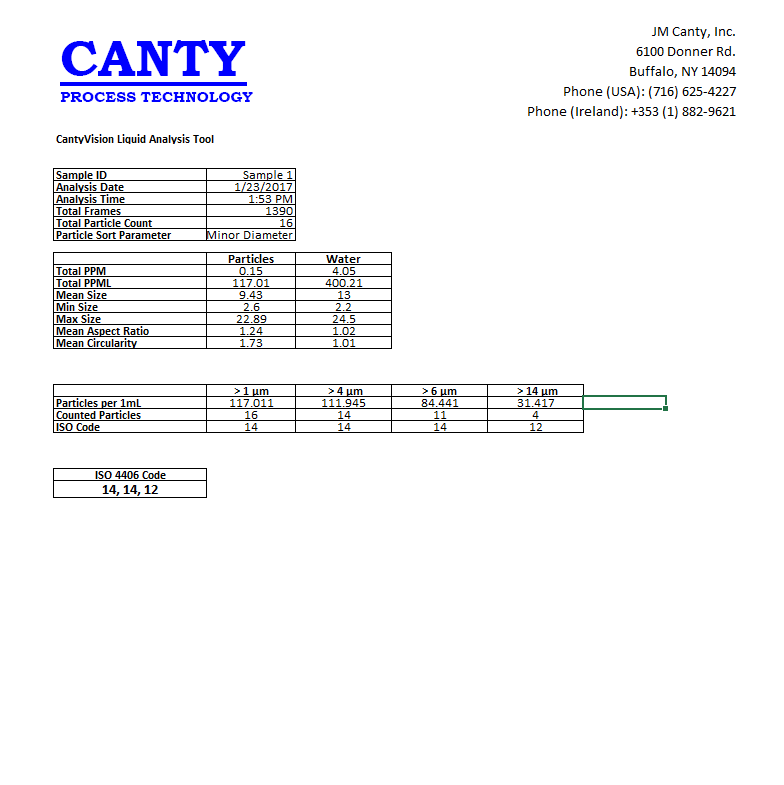 CANTY
PROCESS TECHNOLOGY
JM Canty, Inc.
6100 Donner Rd.
Buffalo, NY 14094
Phone (USA): (716) 625-4227
Phone (Ireland): +353 (1) 882-9621
CantyVision Liquid Analysis Tool
Sample ID Sample 1
Analysis Date 1/23/2017
Analysis Time 1:53 PM
Total Frames 1390
Total Particle Count 16
Particle Sort Parameter Minor Diameter
Particles Water
Total PPM 0.15 4.05
Total PPML 117.01 400.21
Mean Size 9.43 13
Min Size 2.6 2.2
Max Size 22.89 24.5
Mean Aspect Ratio 1.24 1.02
Mean Circularity 1.73 1.01
> 1 µm > 4 µm > 6 µm > 14 µm
Particles per 1mL 117.011 111.945 84.441 31.417
Counted Particles 16 14 11 4
ISO Code 14 14 14 12
ISO 4406 Code
14, 14, 12